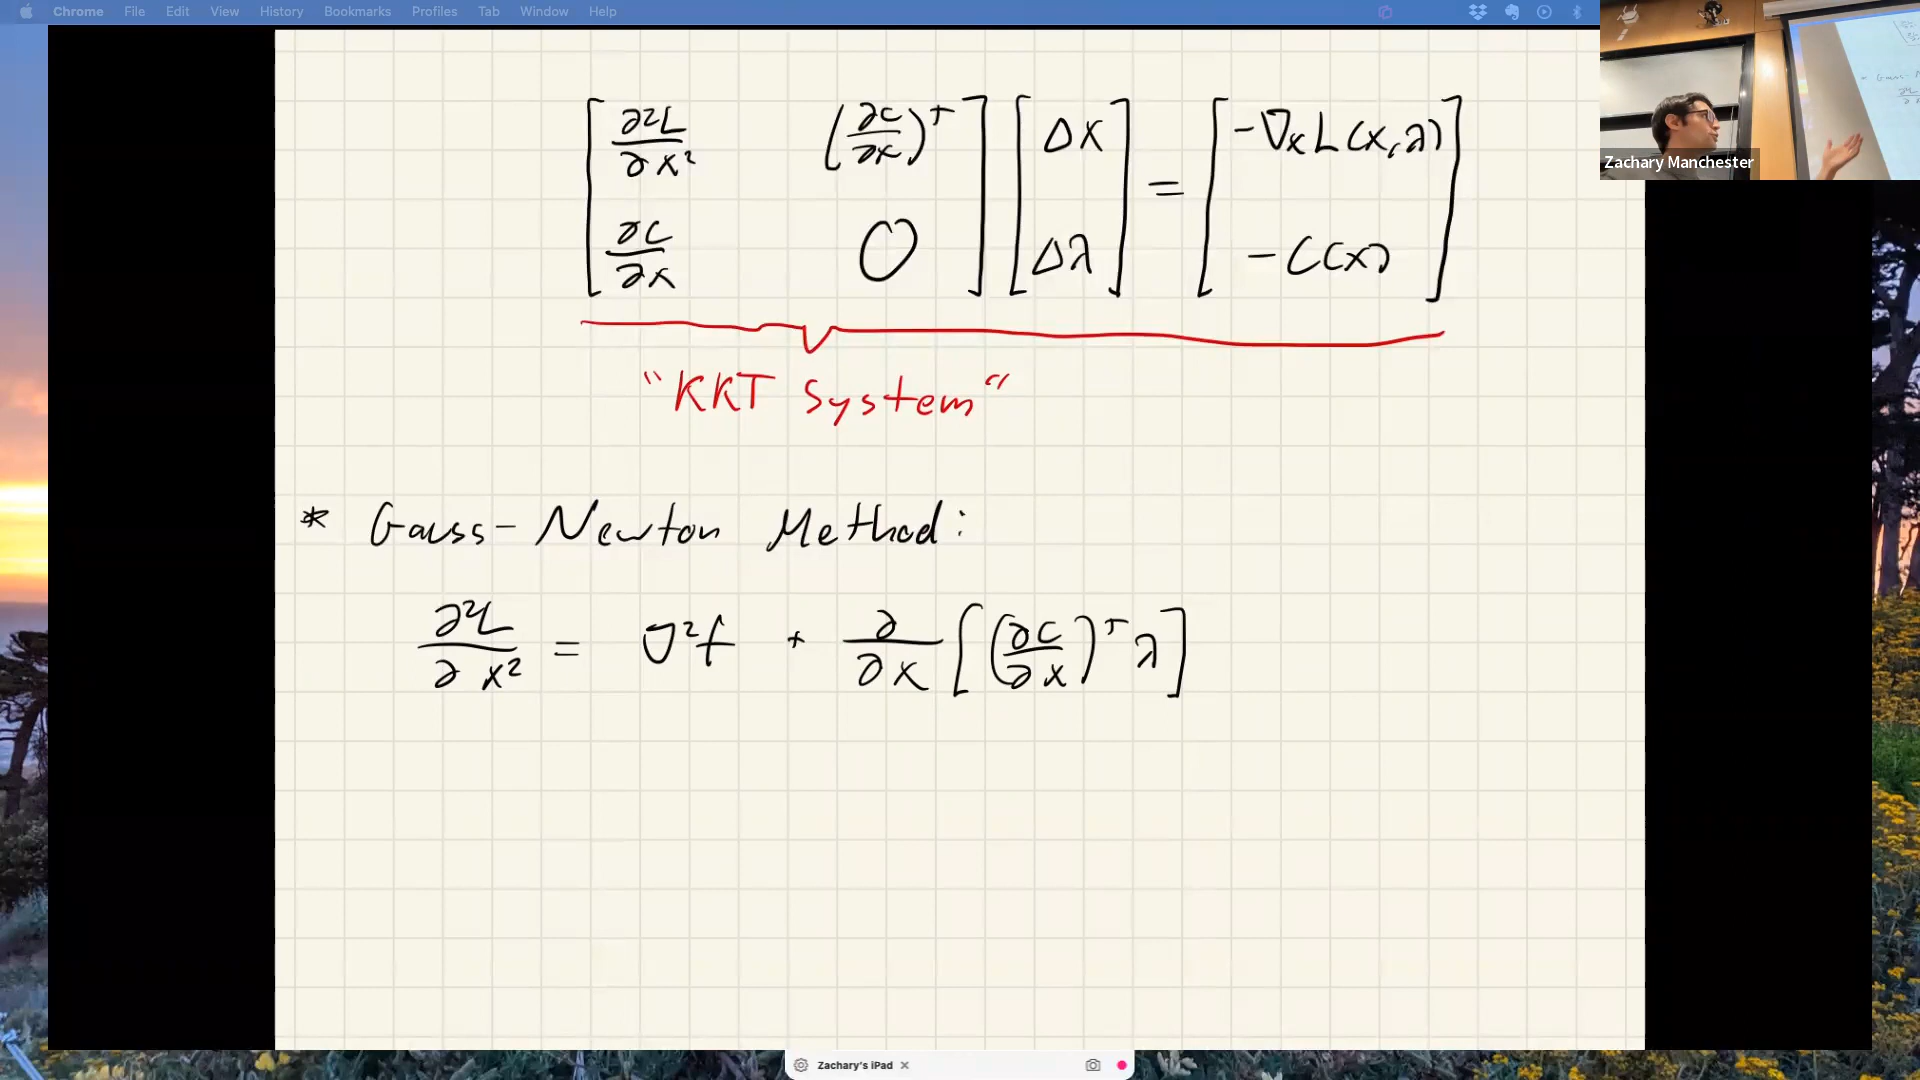 Chrome File Edit View History Bookmarks Profiles Tab Window Help
Zachary Manchester
[ ∂²L/∂x² (∂c/∂x)ᵀ ] [ Δx ] = [ -∇ₓL(x,λ) ]
[ ∂c/∂x 0 ] [ Δλ ] [ -C(x) ]
"KKT System"
* Gauss-Newton Method:
∂²L/∂x² = ∇²f + ∂/∂x [(∂c/∂x)ᵀ λ]
Zachary's iPad